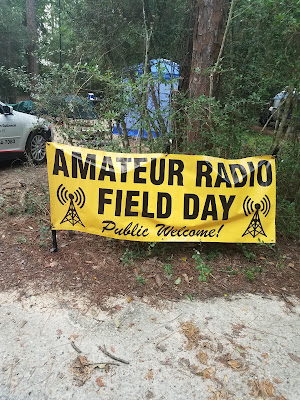 AMATEUR RADIO
FIELD DAY
Public Welcome!